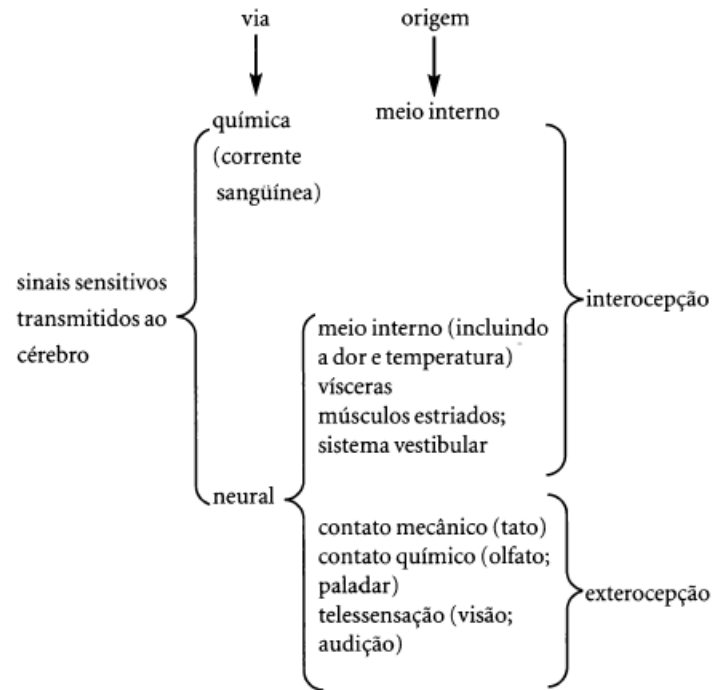 via
origem
química
(corrente
sangüínea)
meio interno
sinais sensitivos
transmitidos ao
cérebro
neural
meio interno (incluindo
a dor e temperatura)
vísceras
músculos estriados;
sistema vestibular
interocepção
contato mecânico (tato)
contato químico (olfato;
paladar)
telessensação (visão;
audição)
exterocepção